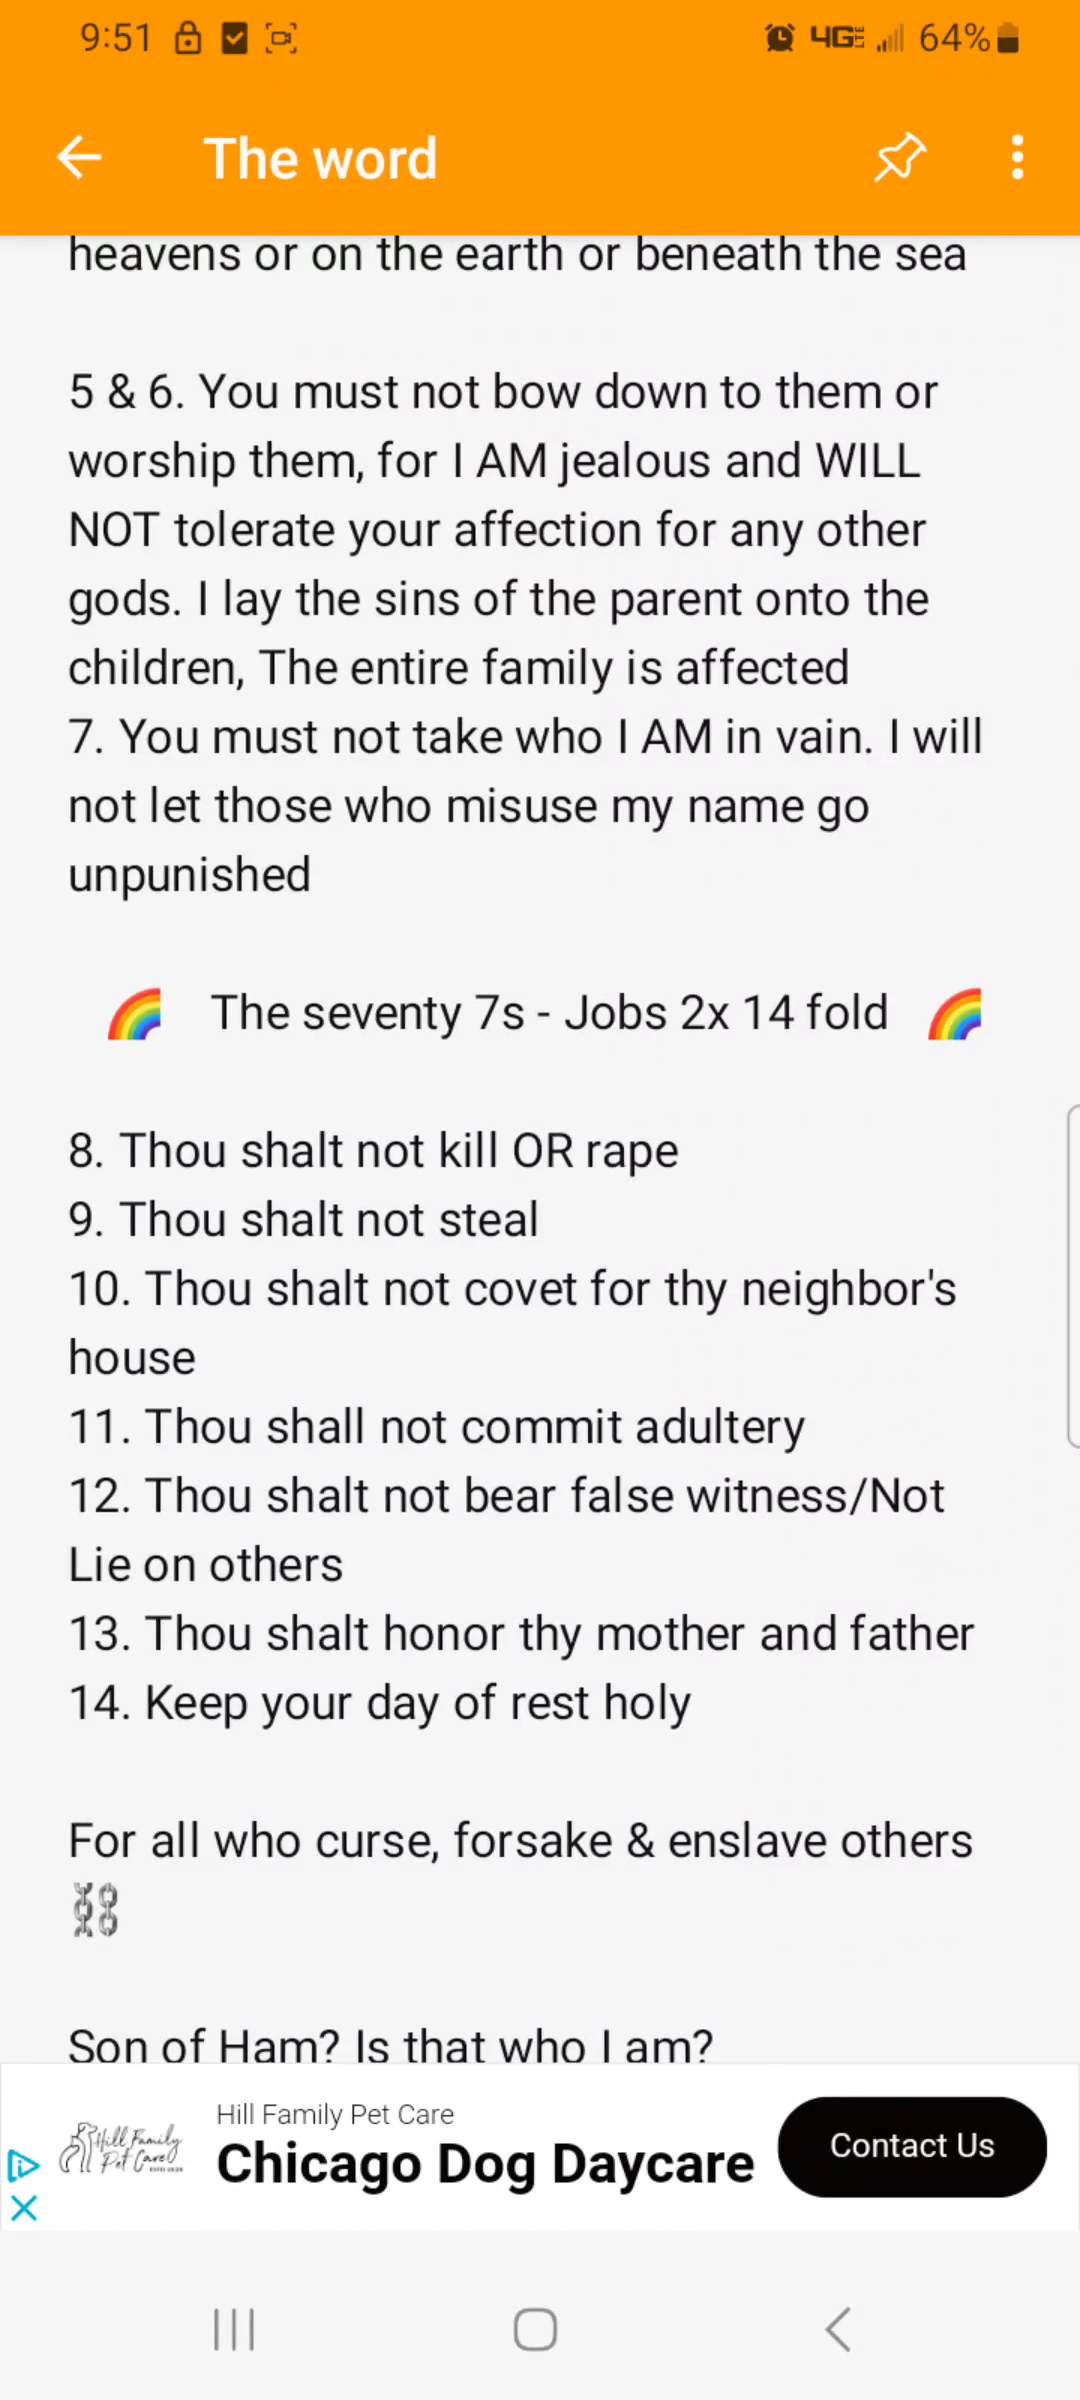 9:51 4G LTE 64%
The word
heavens or on the earth or beneath the sea
5 & 6. You must not bow down to them or
worship them, for I AM jealous and WILL
NOT tolerate your affection for any other
gods. I lay the sins of the parent onto the
children, The entire family is affected
7. You must not take who I AM in vain. I will
not let those who misuse my name go
unpunished
🌈 The seventy 7s - Jobs 2x 14 fold 🌈
8. Thou shalt not kill OR rape
9. Thou shalt not steal
10. Thou shalt not covet for thy neighbor's
house
11. Thou shall not commit adultery
12. Thou shalt not bear false witness/Not
Lie on others
13. Thou shalt honor thy mother and father
14. Keep your day of rest holy
For all who curse, forsake & enslave others
⛓
Son of Ham? Is that who I am?
Hill Family Pet Care
Hill Family
Pet Care
Chicago Dog Daycare
Contact Us